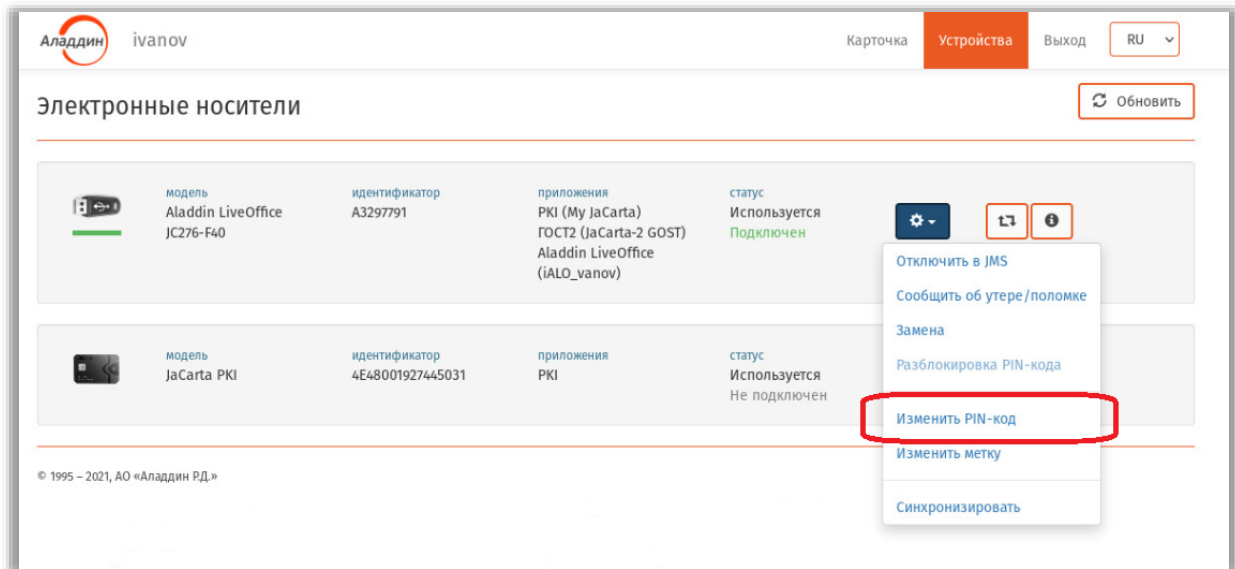 Аладдин ivanov Карточка Устройства Выход RU
Электронные носители
Обновить
модель
Aladdin LiveOffice
JC276-F40
идентификатор
A3297791
приложения
PKI (My JaCarta)
ГОСТ2 (JaCarta-2 GOST)
Aladdin LiveOffice
(iALO_vanov)
статус
Используется
Подключен
Отключить в JMS
Сообщить об утере/поломке
Замена
Разблокировка PIN-кода
Изменить PIN-код
Изменить метку
Синхронизировать
модель
JaCarta PKI
идентификатор
4E48001927445031
приложения
PKI
статус
Используется
Не подключен
© 1995 – 2021, АО «Аладдин Р.Д.»